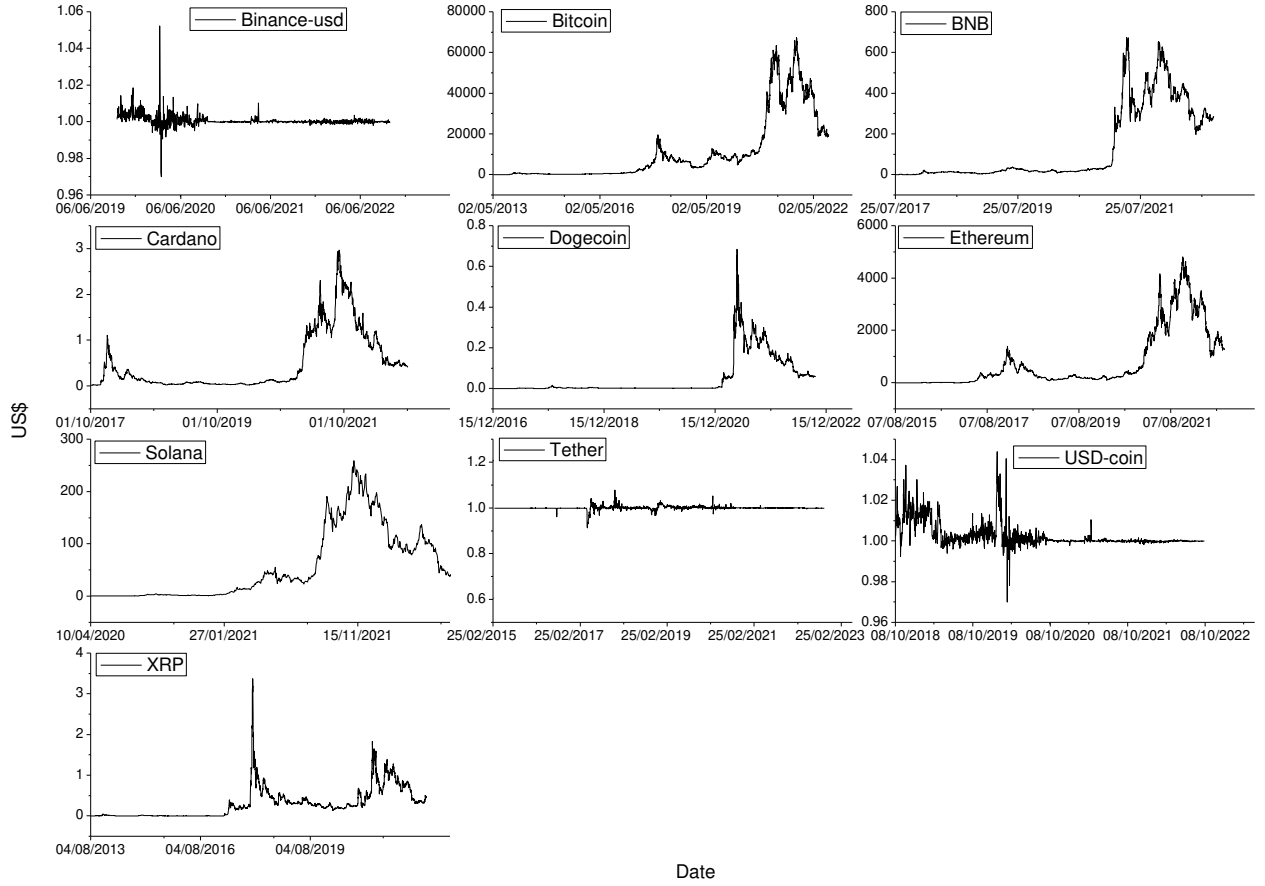 US$
Binance-usd
1.06
1.04
1.02
1.00
0.98
0.96
06/06/2019 06/06/2020 06/06/2021 06/06/2022
Bitcoin
80000
60000
40000
20000
0
02/05/2013 02/05/2016 02/05/2019 02/05/2022
BNB
800
600
400
200
0
25/07/2017 25/07/2019 25/07/2021
Cardano
3
2
1
0
01/10/2017 01/10/2019 01/10/2021
Dogecoin
0.8
0.6
0.4
0.2
0.0
15/12/2016 15/12/2018 15/12/2020 15/12/2022
Ethereum
6000
4000
2000
0
07/08/2015 07/08/2017 07/08/2019 07/08/2021
Solana
300
250
200
150
100
50
0
10/04/2020 27/01/2021 15/11/2021
Tether
1.2
1.0
0.8
0.6
25/02/2015 25/02/2017 25/02/2019 25/02/2021 25/02/2023
USD-coin
1.04
1.02
1.00
0.98
0.96
08/10/2018 08/10/2019 08/10/2020 08/10/2021 08/10/2022
XRP
4
3
2
1
0
04/08/2013 04/08/2016 04/08/2019
Date